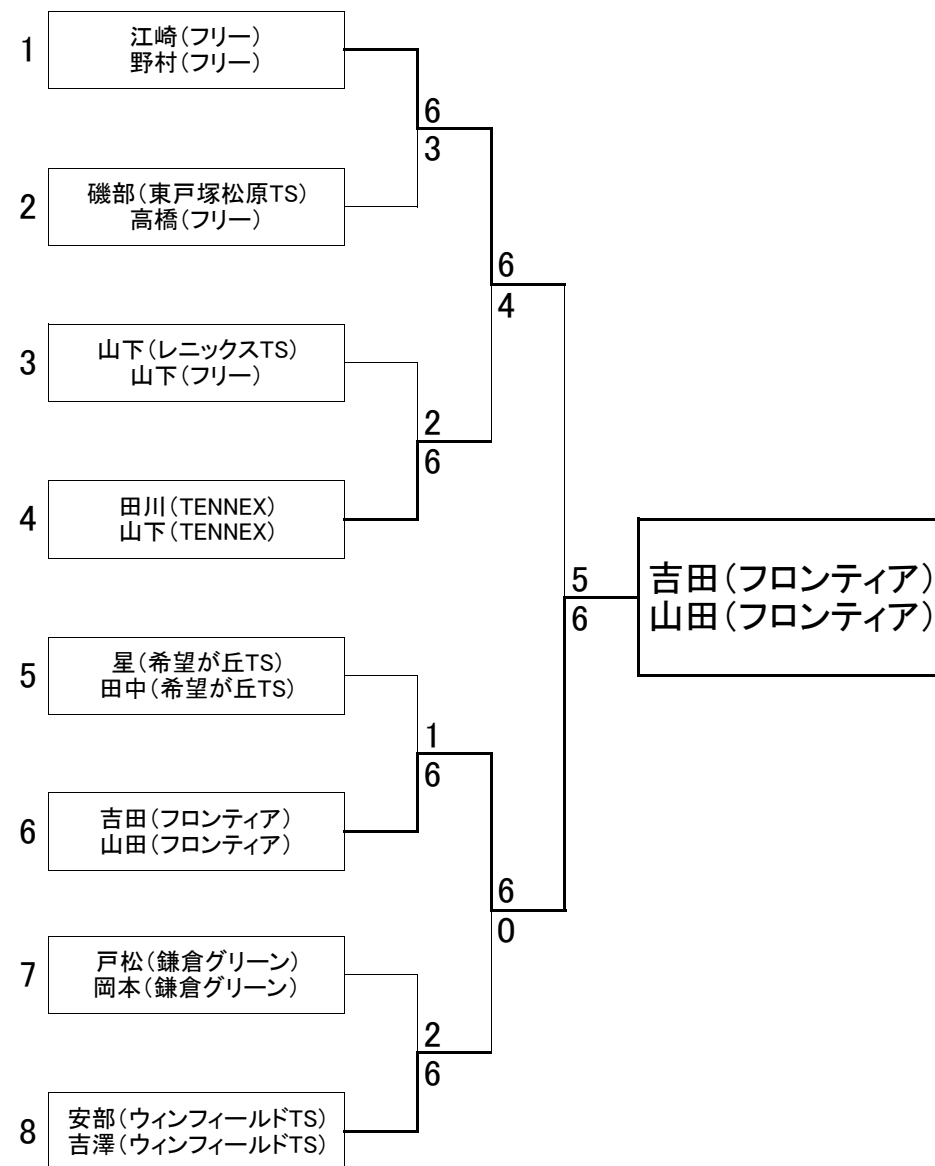 1
江崎(フリー)
野村(フリー)
6
3
2
磯部(東戸塚松原TS)
高橋(フリー)
6
4
3
山下(レニックスTS)
山下(フリー)
2
6
4
田川(TENNEX)
山下(TENNEX)
5
6
吉田(フロンティア)
山田(フロンティア)
5
星(希望が丘TS)
田中(希望が丘TS)
1
6
6
吉田(フロンティア)
山田(フロンティア)
6
0
7
戸松(鎌倉グリーン)
岡本(鎌倉グリーン)
2
6
8
安部(ウィンフィールドTS)
吉澤(ウィンフィールドTS)